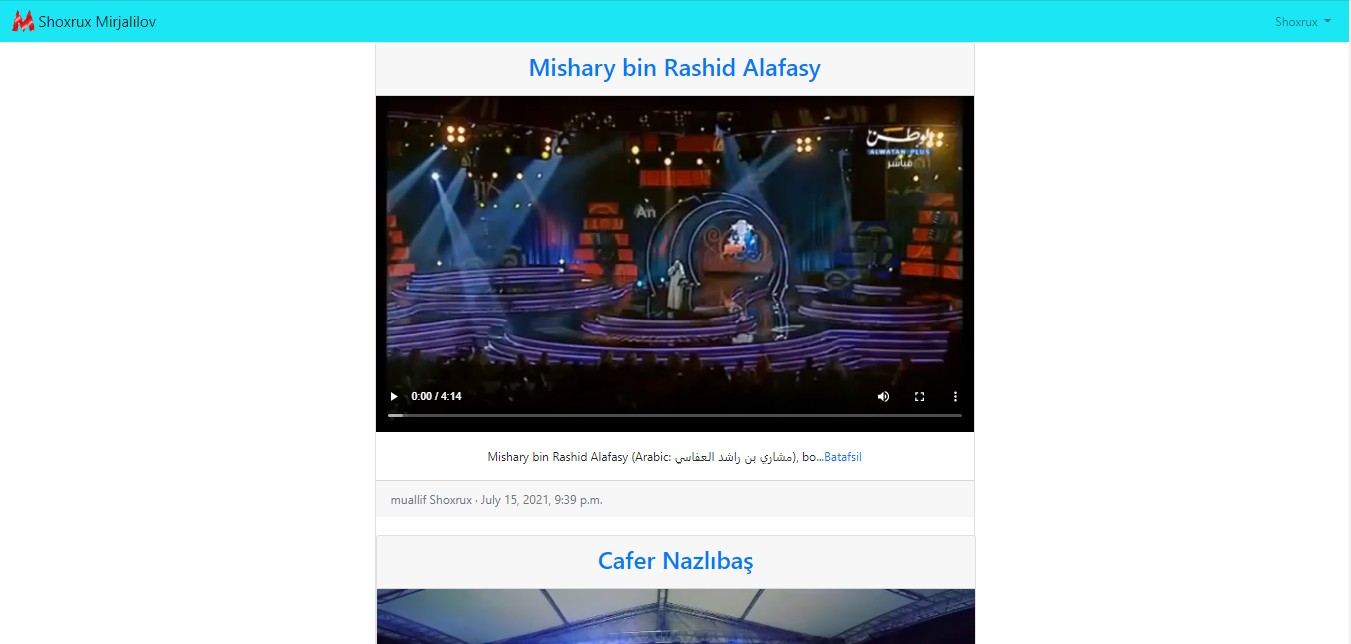 Shoxrux Mirjalilov
Shoxrux
Mishary bin Rashid Alafasy
الوطن
ALWATAN PLUS
مباشر
An
0:00 / 4:14
Mishary bin Rashid Alafasy (Arabic: مشاري بن راشد العفاسي), bo...Batafsil
muallif Shoxrux · July 15, 2021, 9:39 p.m.
Cafer Nazlıbaş